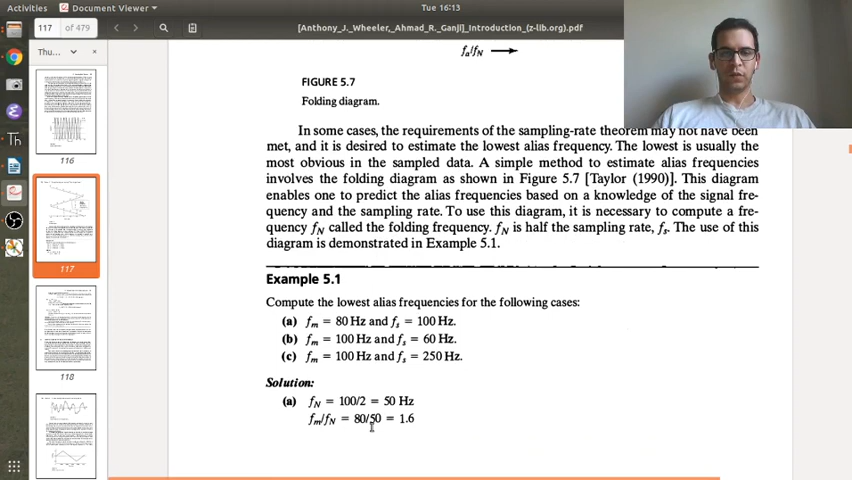 Activities
Document Viewer
Tue 16:13
117
of 479
[Anthony_J._Wheeler,_Ahmad_R._Ganji]_Introduction_(z-lib.org).pdf
Thu...
116
117
118
fa/fN
FIGURE 5.7
Folding diagram.
In some cases, the requirements of the sampling-rate theorem may not have been
met, and it is desired to estimate the lowest alias frequency. The lowest is usually the
most obvious in the sampled data. A simple method to estimate alias frequencies
involves the folding diagram as shown in Figure 5.7 [Taylor (1990)]. This diagram
enables one to predict the alias frequencies based on a knowledge of the signal fre-
quency and the sampling rate. To use this diagram, it is necessary to compute a fre-
quency fN called the folding frequency. fN is half the sampling rate, fs. The use of this
diagram is demonstrated in Example 5.1.
Example 5.1
Compute the lowest alias frequencies for the following cases:
(a) fm = 80 Hz and fs = 100 Hz.
(b) fm = 100 Hz and fs = 60 Hz.
(c) fm = 100 Hz and fs = 250 Hz.
Solution:
(a) fN = 100/2 = 50 Hz
fm/fN = 80/50 = 1.6